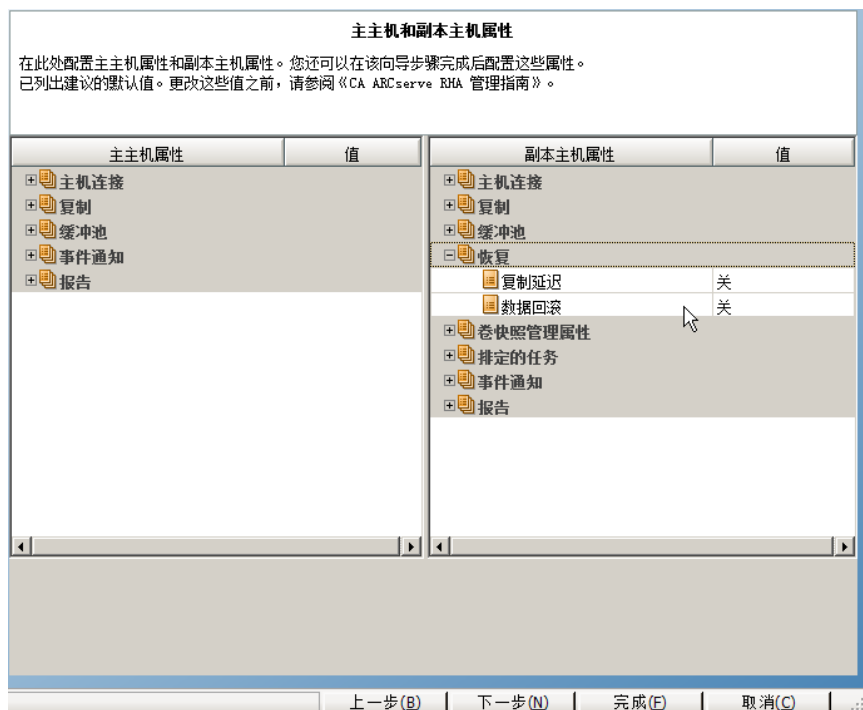 主主机和副本主机属性
在此处配置主主机属性和副本主机属性。您还可以在该向导步骤完成后配置这些属性。
已列出建议的默认值。更改这些值之前，请参阅《CA ARCserve RHA 管理指南》。
主主机属性 值
主机连接
复制
缓冲池
事件通知
报告
副本主机属性 值
主机连接
复制
缓冲池
恢复
复制延迟 关
数据回滚 关
卷快照管理属性
排定的任务
事件通知
报告
上一步(B) 下一步(N) 完成(F) 取消(C)